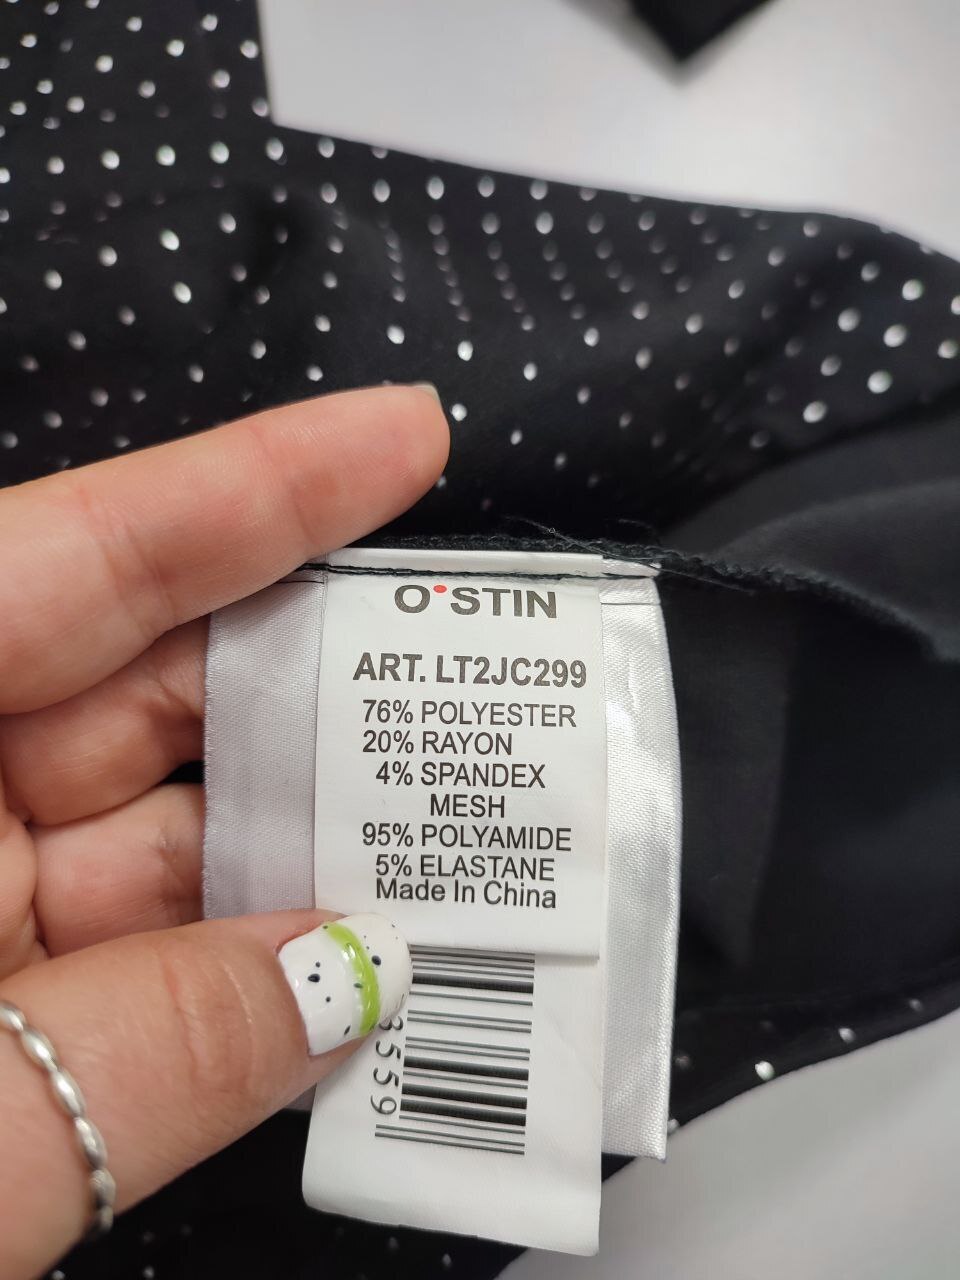 O'STIN
ART. LT2JC299
76% POLYESTER
20% RAYON
4% SPANDEX
MESH
95% POLYAMIDE
5% ELASTANE
Made In China
3559